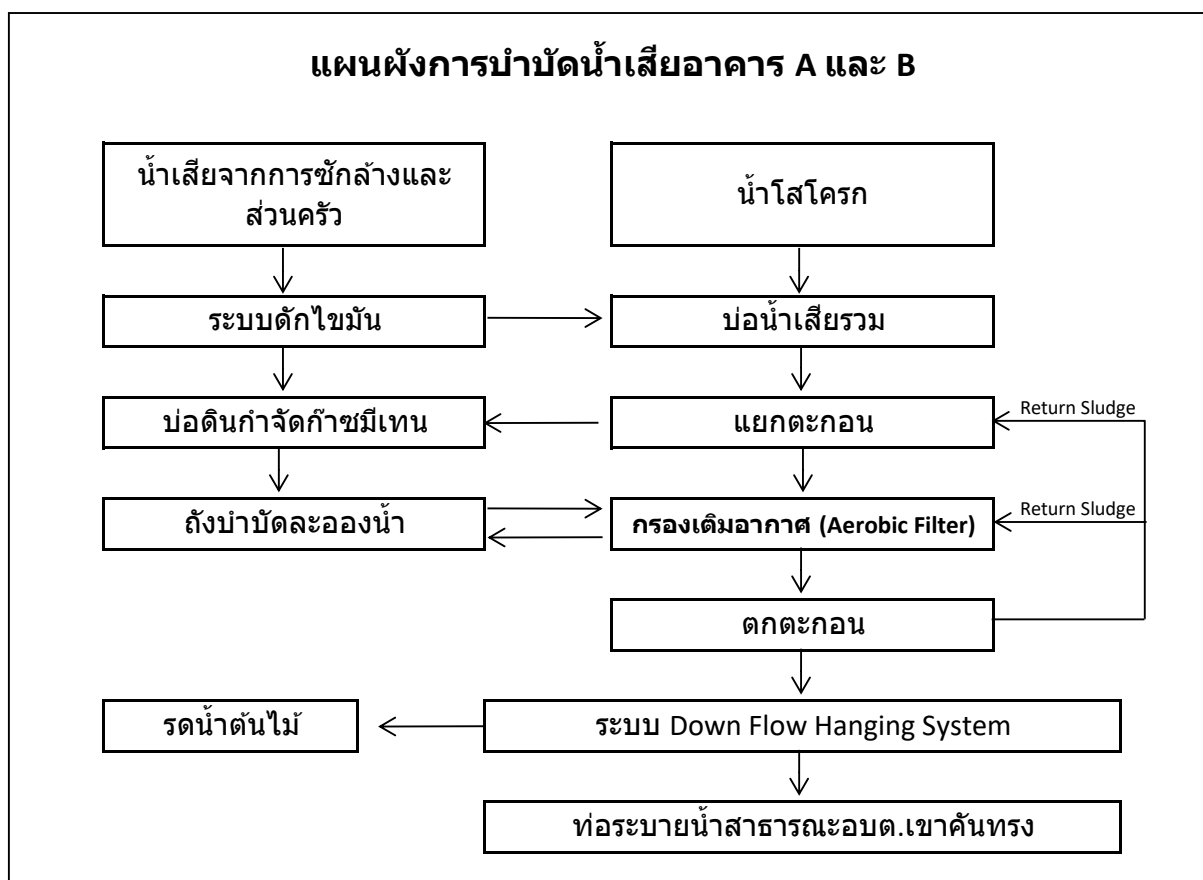 แผนผังการบำบัดน้ำเสียอาคาร A และ B
น้ำเสียจากการซักล้างและ
ส่วนครัว
น้ำโสโครก
ระบบดักไขมัน
บ่อน้ำเสียรวม
บ่อดินกำจัดก๊าซมีเทน
แยกตะกอน
Return Sludge
ถังบำบัดละอองน้ำ
กรองเติมอากาศ (Aerobic Filter)
Return Sludge
ตกตะกอน
รดน้ำต้นไม้
ระบบ Down Flow Hanging System
ท่อระบายน้ำสาธารณะอบต.เขาคันทรง